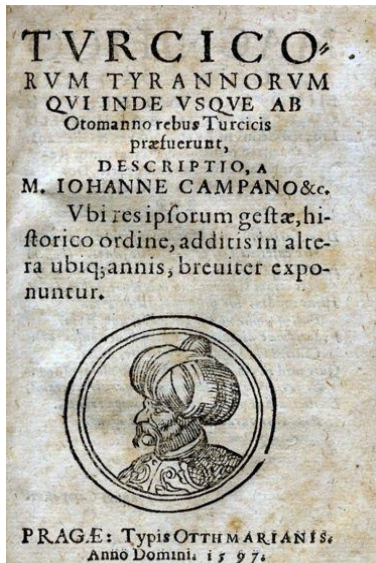 TVRCICO⸗
RVM TYRANNORVM
QVI INDE VSQVE AB
Otomanno rebus Turcicis
præfuerunt,
DESCRIPTIO, A
M. IOHANNE CAMPANO &c.
Vbi res ipſorum geſtæ, hi-
ſtorico ordine, additis in alte-
ra ubiq; annis, breuiter expo-
nuntur.
PRAGÆ: Typis OTTHMARIANIS.
Anno Domini. 1597.